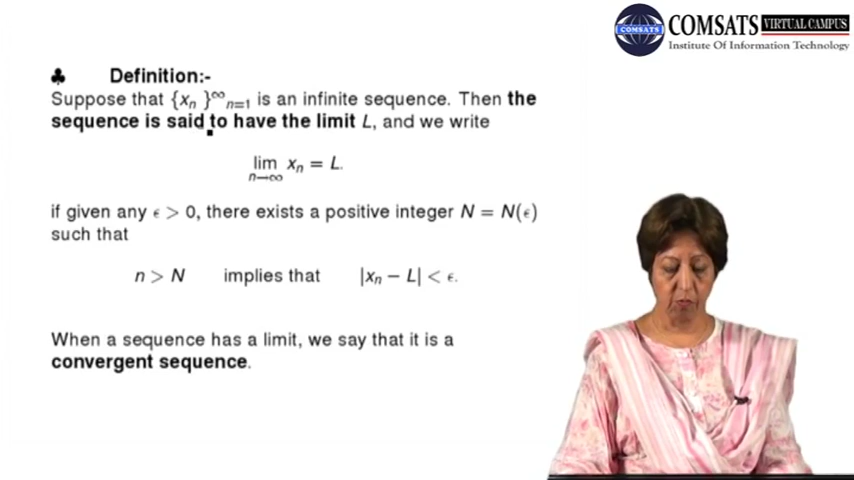 COMSATS VIRTUAL CAMPUS
Institute Of Information Technology
♣ Definition:-
Suppose that {xₙ }^∞ₙ₌₁ is an infinite sequence. Then the
sequence is said to have the limit L, and we write
lim xₙ = L.
n→∞
if given any ϵ > 0, there exists a positive integer N = N(ϵ)
such that
n > N implies that |xₙ − L| < ϵ.
When a sequence has a limit, we say that it is a
convergent sequence.